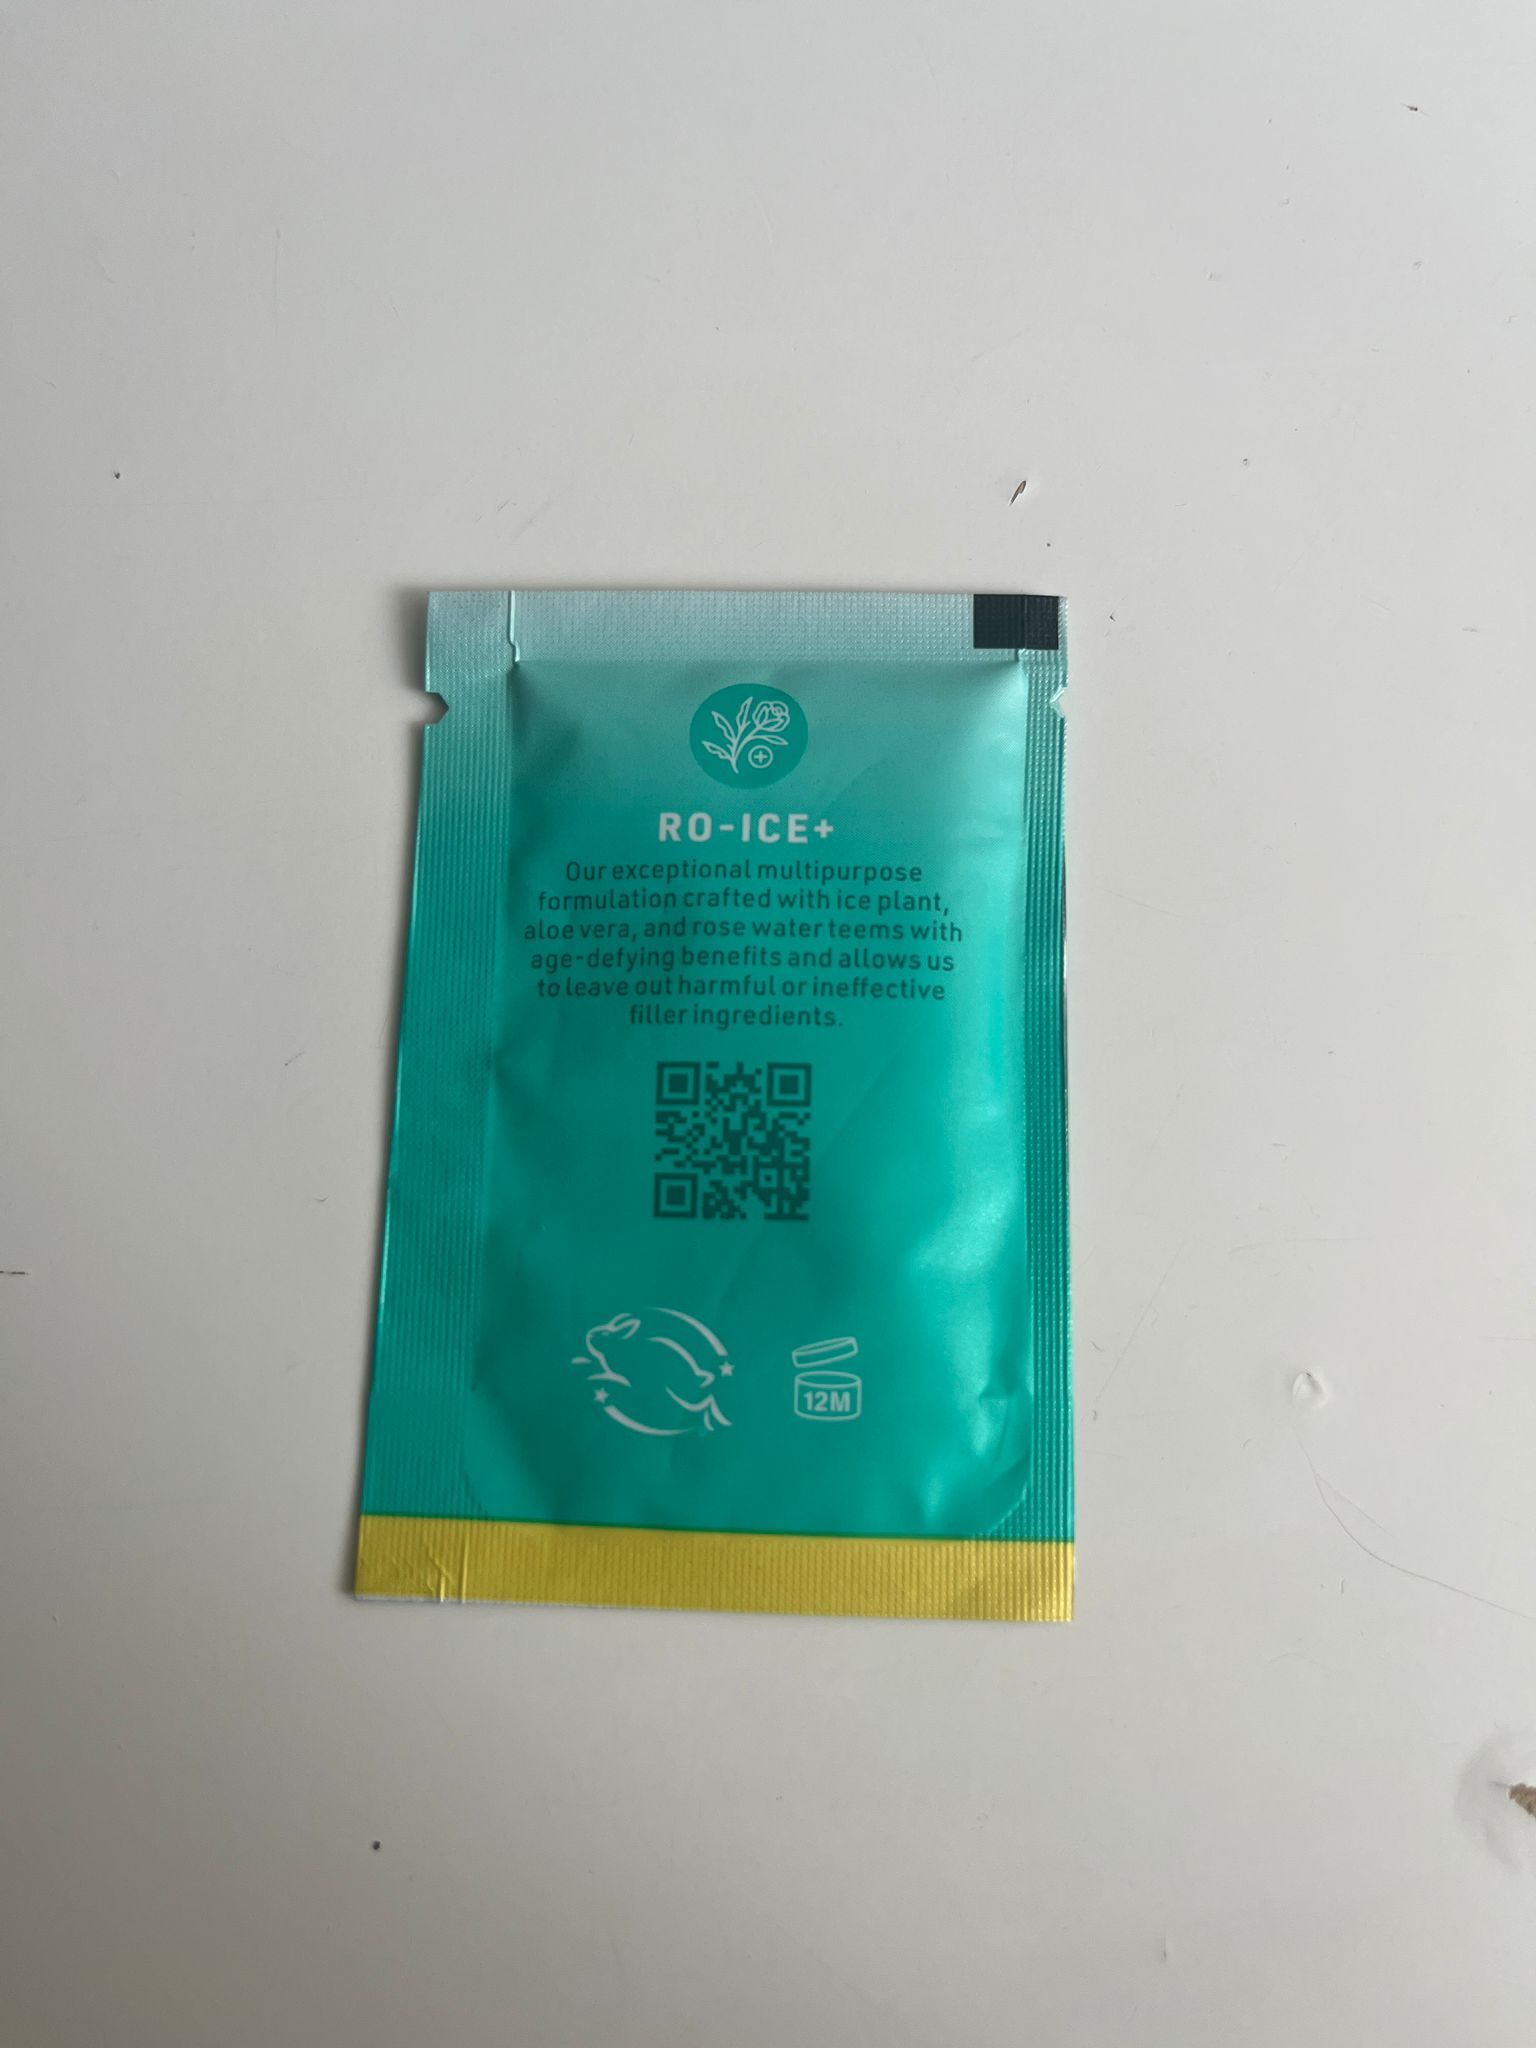 RO-ICE+
Our exceptional multipurpose
formulation crafted with ice plant,
aloe vera, and rose water teems with
age-defying benefits and allows us
to leave out harmful or ineffective
filler ingredients.
12M